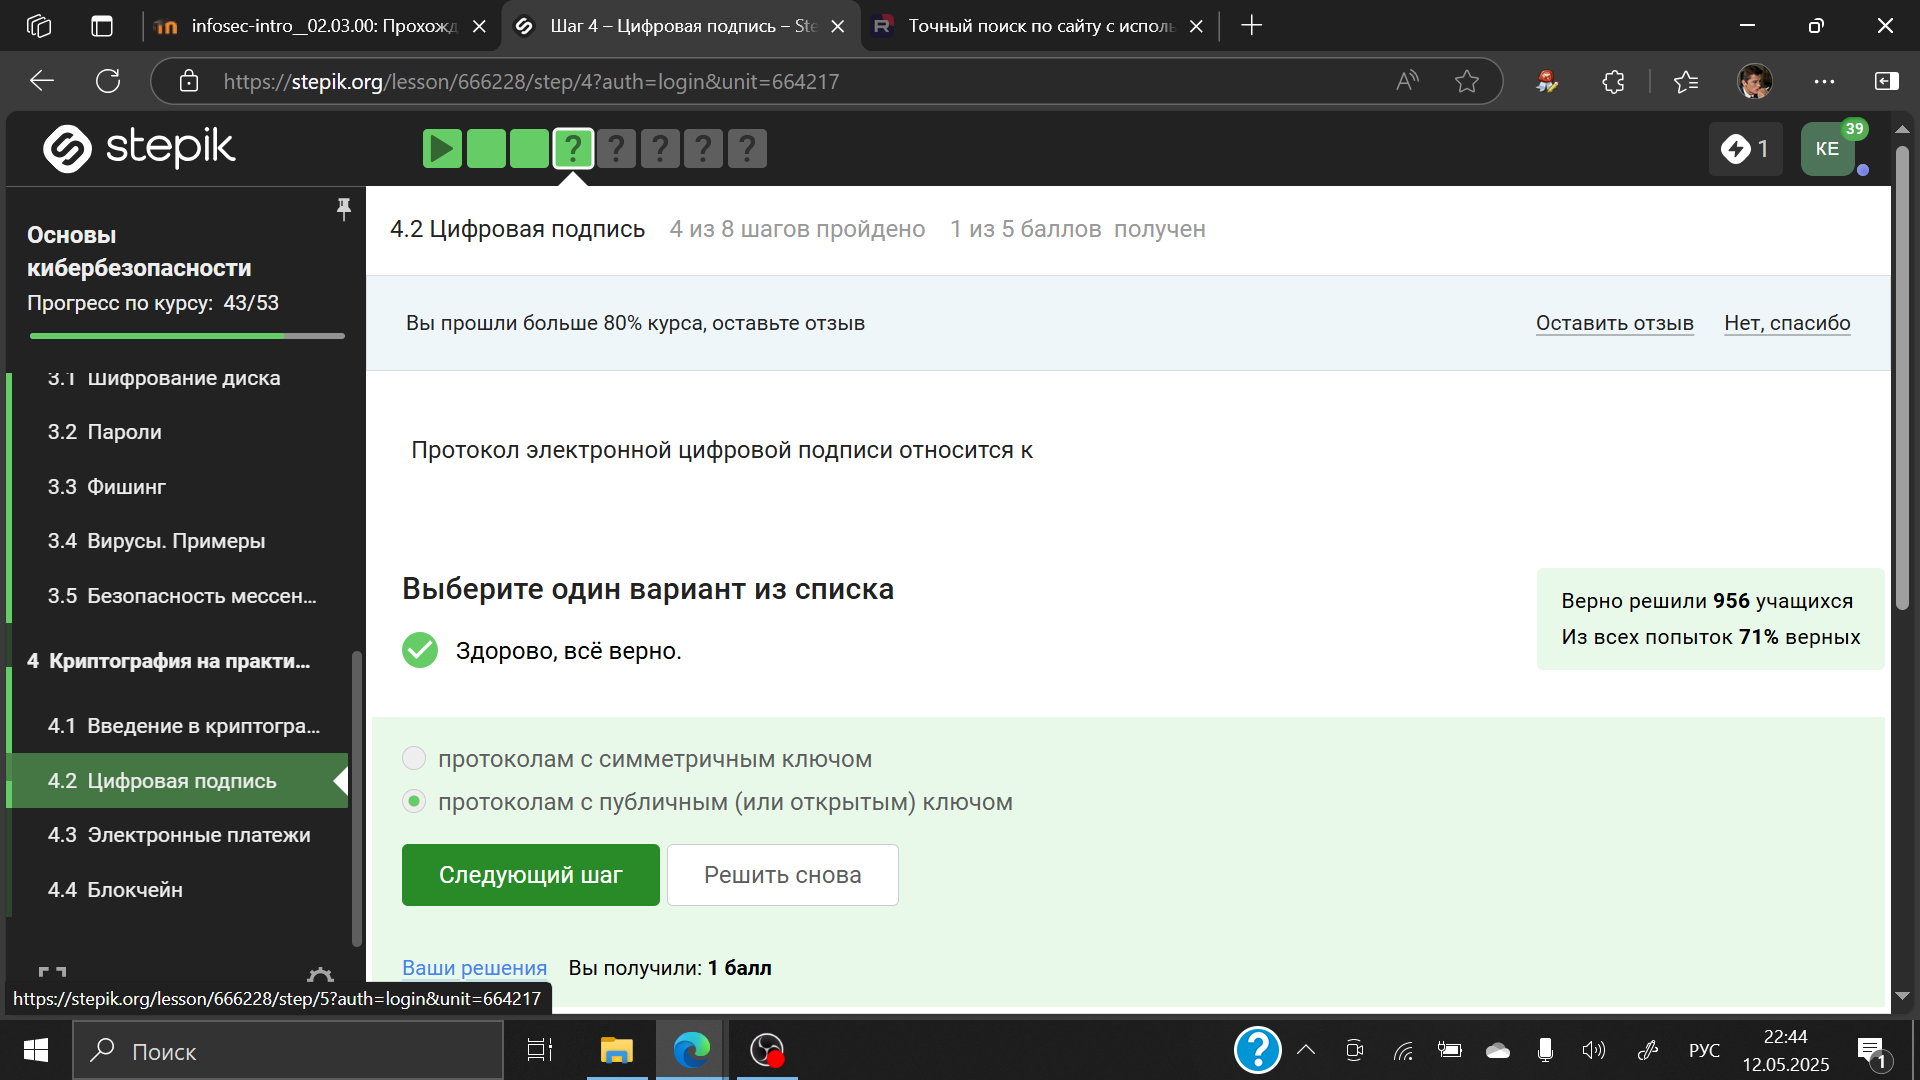 infosec-intro__02.03.00: Прохожд
Шаг 4 – Цифровая подпись – Ste
Точный поиск по сайту с исполь
https://stepik.org/lesson/666228/step/4?auth=login&unit=664217
stepik
? ? ? ? ?
1
KE
39
Основы
кибербезопасности
Прогресс по курсу: 43/53
3.1 Шифрование диска
3.2 Пароли
3.3 Фишинг
3.4 Вирусы. Примеры
3.5 Безопасность мессен...
4 Криптография на практи...
4.1 Введение в криптогра...
4.2 Цифровая подпись
4.3 Электронные платежи
4.4 Блокчейн
4.2 Цифровая подпись 4 из 8 шагов пройдено 1 из 5 баллов получен
Вы прошли больше 80% курса, оставьте отзыв
Оставить отзыв Нет, спасибо
Протокол электронной цифровой подписи относится к
Выберите один вариант из списка
Здорово, всё верно.
Верно решили 956 учащихся
Из всех попыток 71% верных
протоколам с симметричным ключом
протоколам с публичным (или открытым) ключом
Следующий шаг
Решить снова
Ваши решения Вы получили: 1 балл
https://stepik.org/lesson/666228/step/5?auth=login&unit=664217
Поиск
?
РУС
22:44
12.05.2025
1